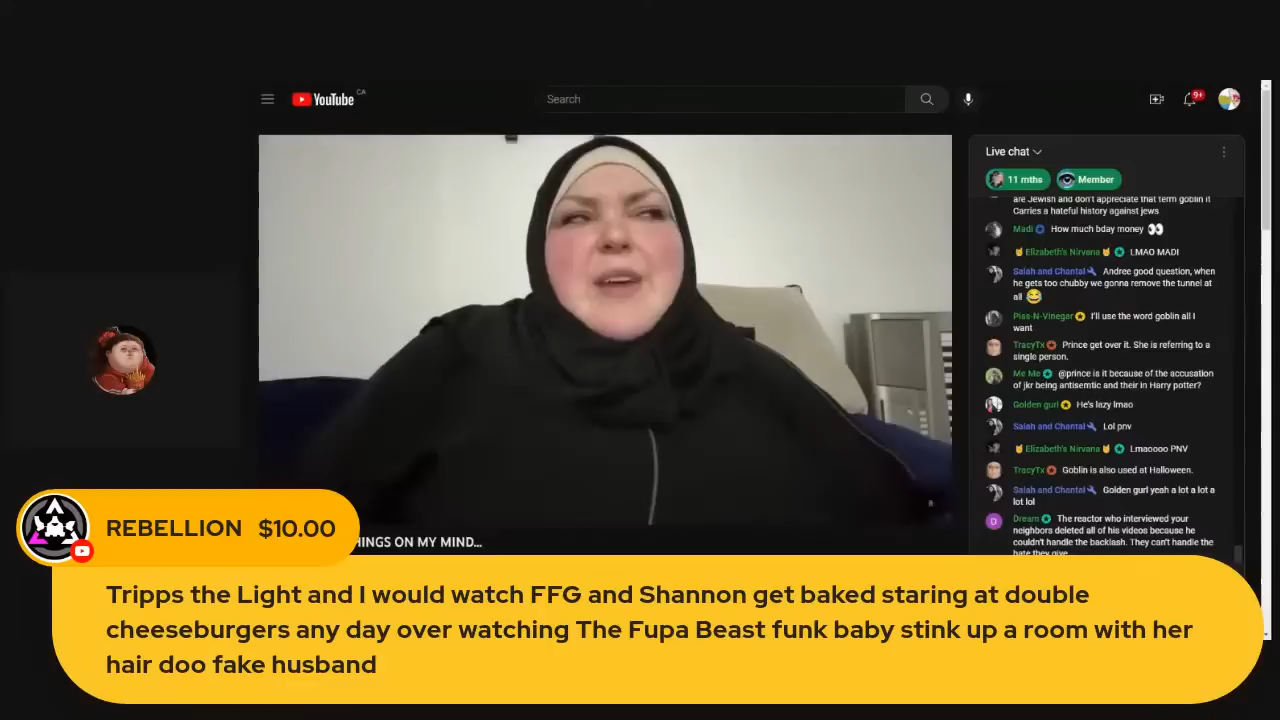 YouTube CA
Search
9+
Live chat
11 mths Member
are Jewish and don't appreciate that term goblin it
Carries a hateful history against jews
Madi How much bday money 👀
🤘Elizabeth's Nirvana🤘 LMAO MADI
Salah and Chantal Andree good question, when
he gets too chubby we gonna remove the tunnel at
all 😂
Piss-N-Vinegar I'll use the word goblin all I
want
TracyTx Prince get over it. She is referring to a
single person.
Me Me @prince is it because of the accusation
of jkr being antisemtic and their in Harry potter?
Golden gurl He's lazy lmao
Salah and Chantal Lol pnv
🤘Elizabeth's Nirvana🤘 Lmaoooo PNV
TracyTx Goblin is also used at Halloween.
Salah and Chantal Golden gurl yeah a lot a lot a
lot lol
D Dream The reactor who interviewed your
neighbors deleted all of his videos because he
couldn't handle the backlash. They can't handle the
hate they give
HINGS ON MY MIND...
REBELLION $10.00
Tripps the Light and I would watch FFG and Shannon get baked staring at double
cheeseburgers any day over watching The Fupa Beast funk baby stink up a room with her
hair doo fake husband